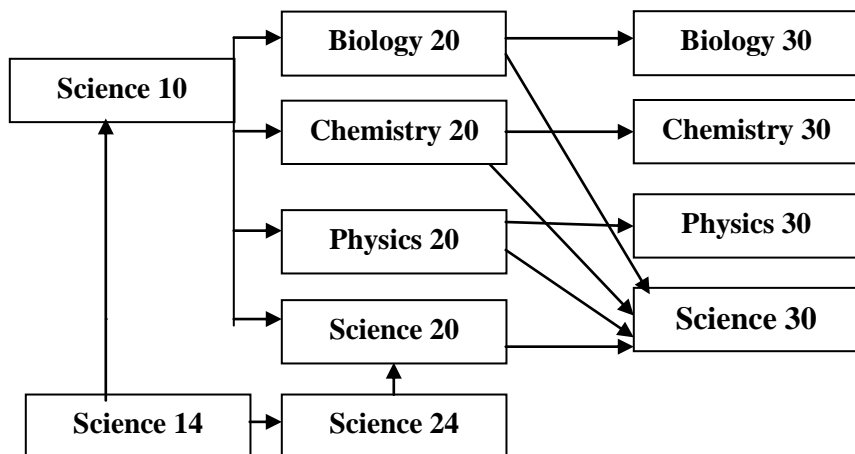 Biology 20
Biology 30
Science 10
Chemistry 20
Chemistry 30
Physics 20
Physics 30
Science 20
Science 30
Science 14
Science 24